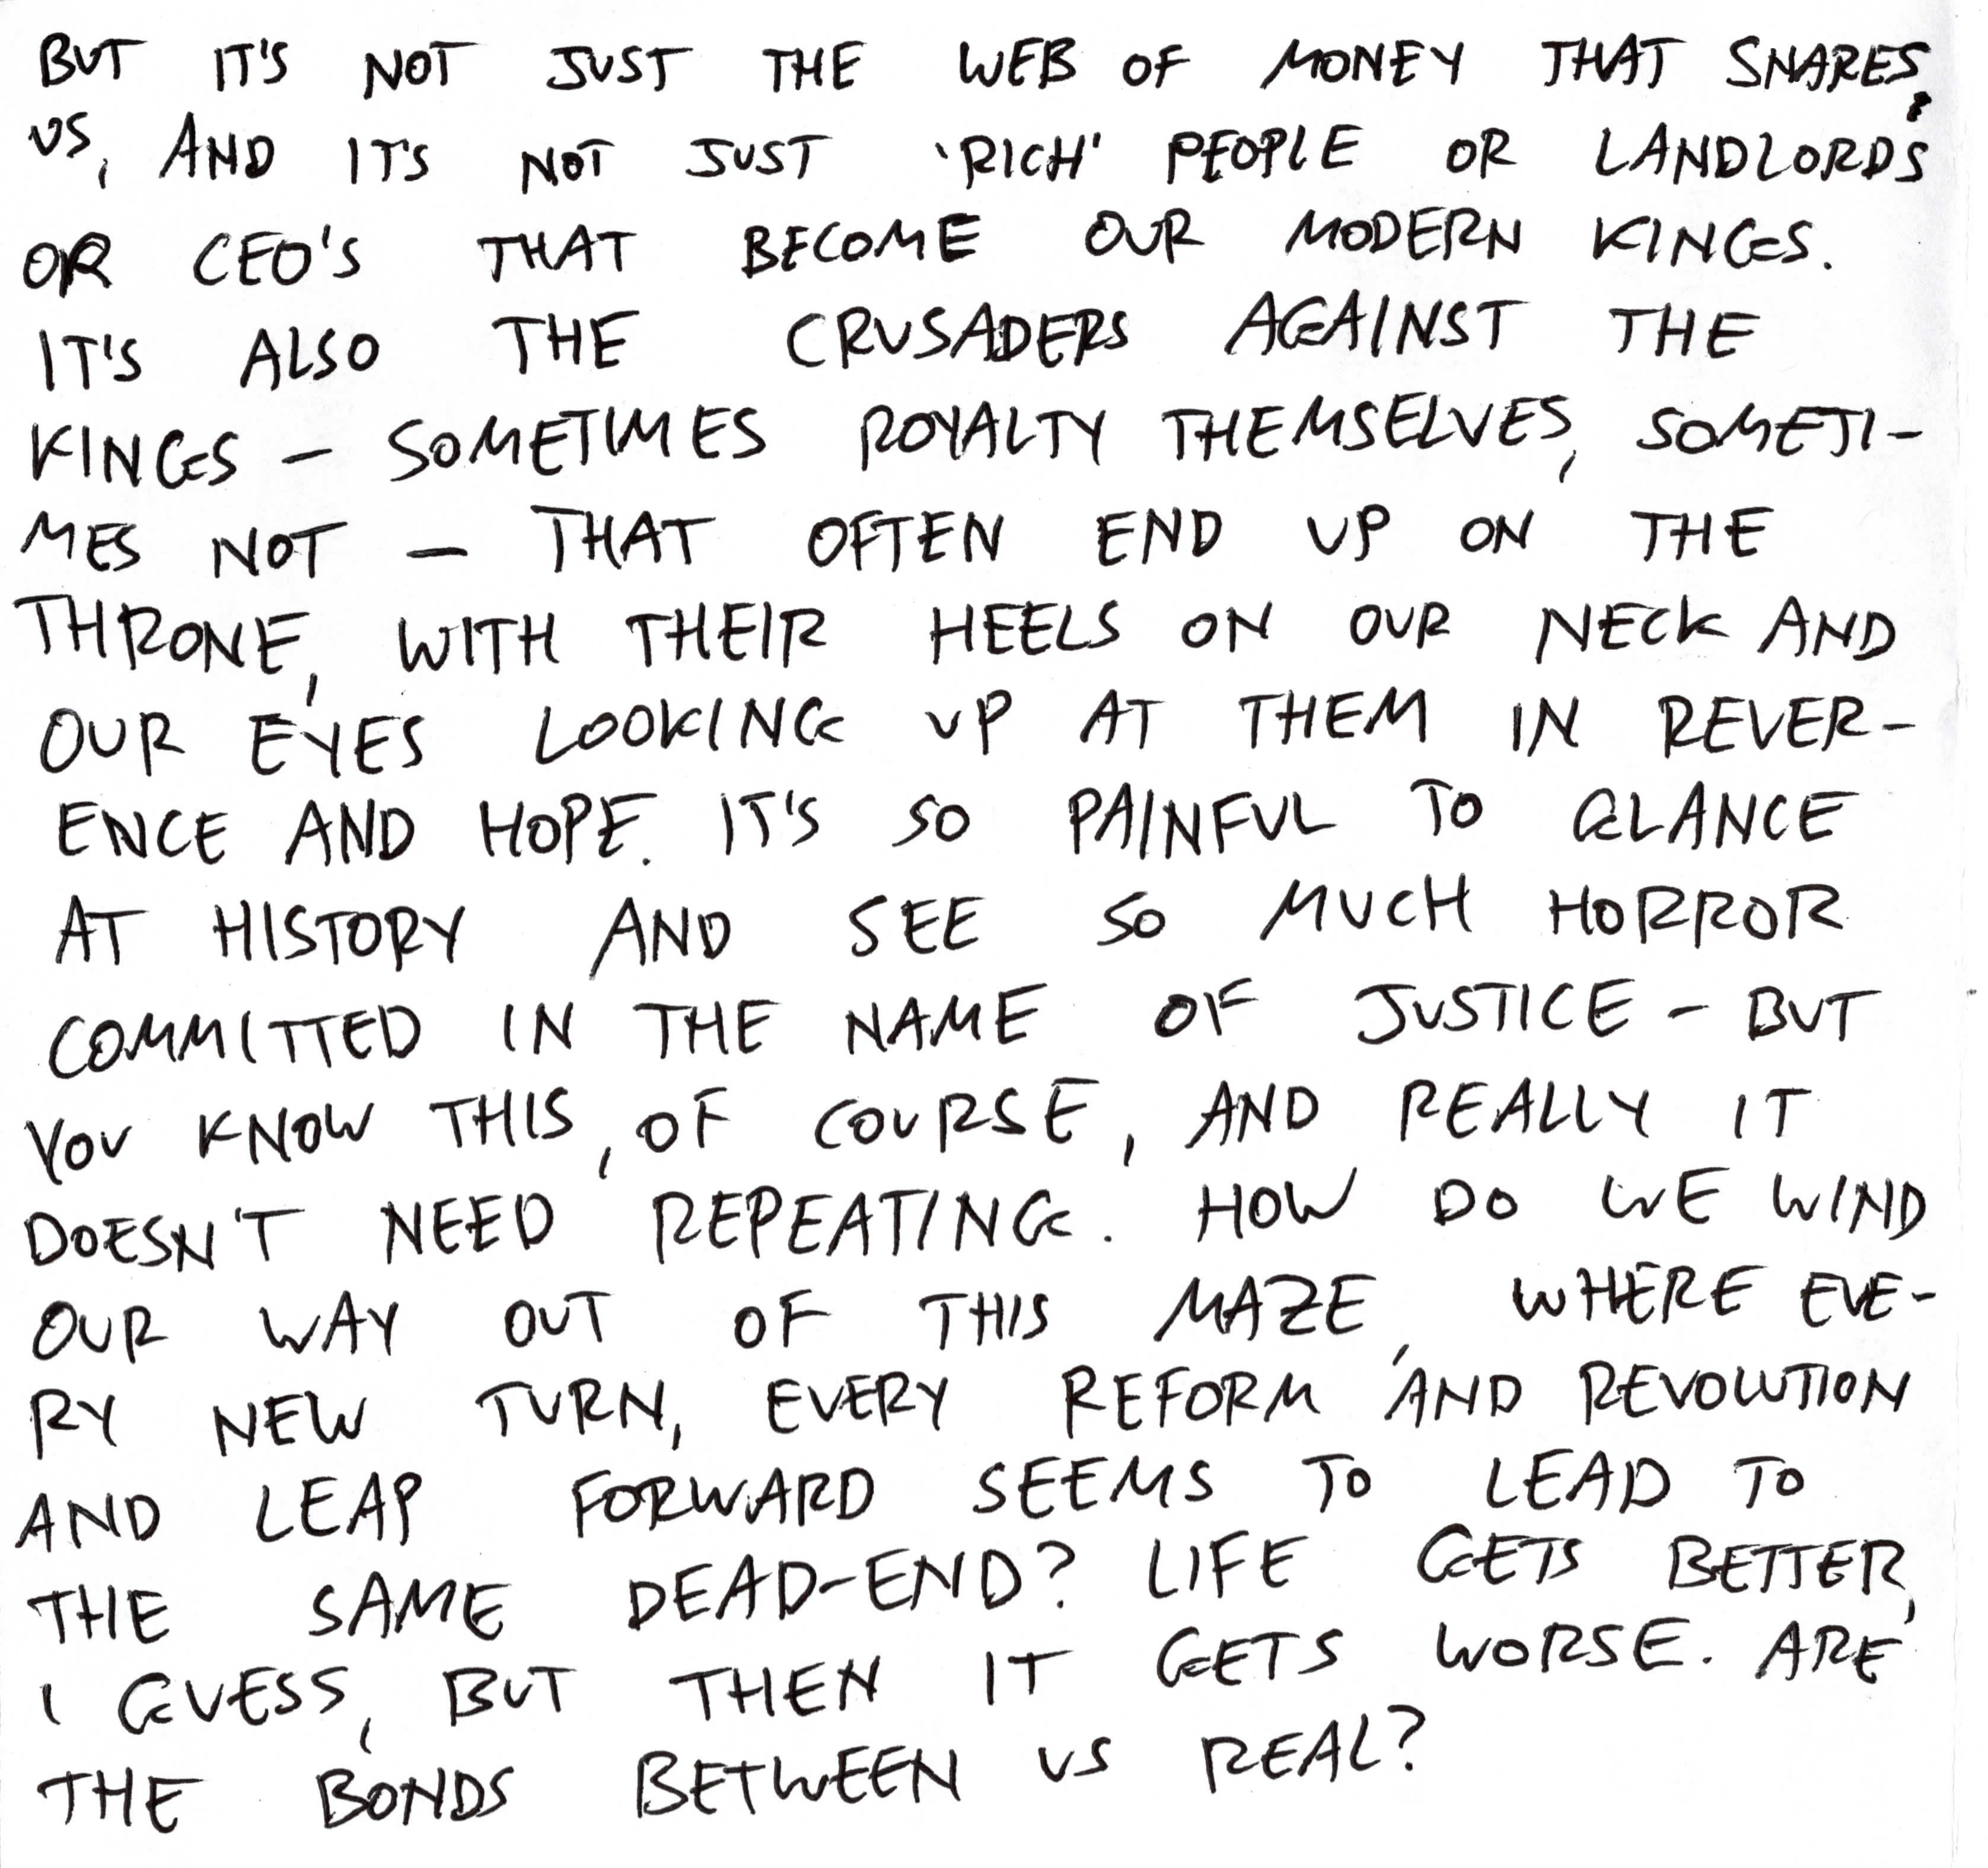 BUT IT'S NOT JUST THE WEB OF MONEY THAT SNARES
US, AND IT'S NOT JUST 'RICH' PEOPLE OR LANDLORDS
OR CEO'S THAT BECOME OUR MODERN KINGS.
IT'S ALSO THE CRUSADERS AGAINST THE
KINGS – SOMETIMES ROYALTY THEMSELVES, SOMETI-
MES NOT – THAT OFTEN END UP ON THE
THRONE, WITH THEIR HEELS ON OUR NECK AND
OUR EYES LOOKING UP AT THEM IN REVER-
ENCE AND HOPE. IT'S SO PAINFUL TO GLANCE
AT HISTORY AND SEE SO MUCH HORROR
COMMITTED IN THE NAME OF JUSTICE – BUT
YOU KNOW THIS, OF COURSE, AND REALLY IT
DOESN'T NEED REPEATING. HOW DO WE WIND
OUR WAY OUT OF THIS MAZE, WHERE EVE-
RY NEW TURN, EVERY REFORM AND REVOLUTION
AND LEAP FORWARD SEEMS TO LEAD TO
THE SAME DEAD-END? LIFE GETS BETTER,
I GUESS, BUT THEN IT GETS WORSE. ARE
THE BONDS BETWEEN US REAL?